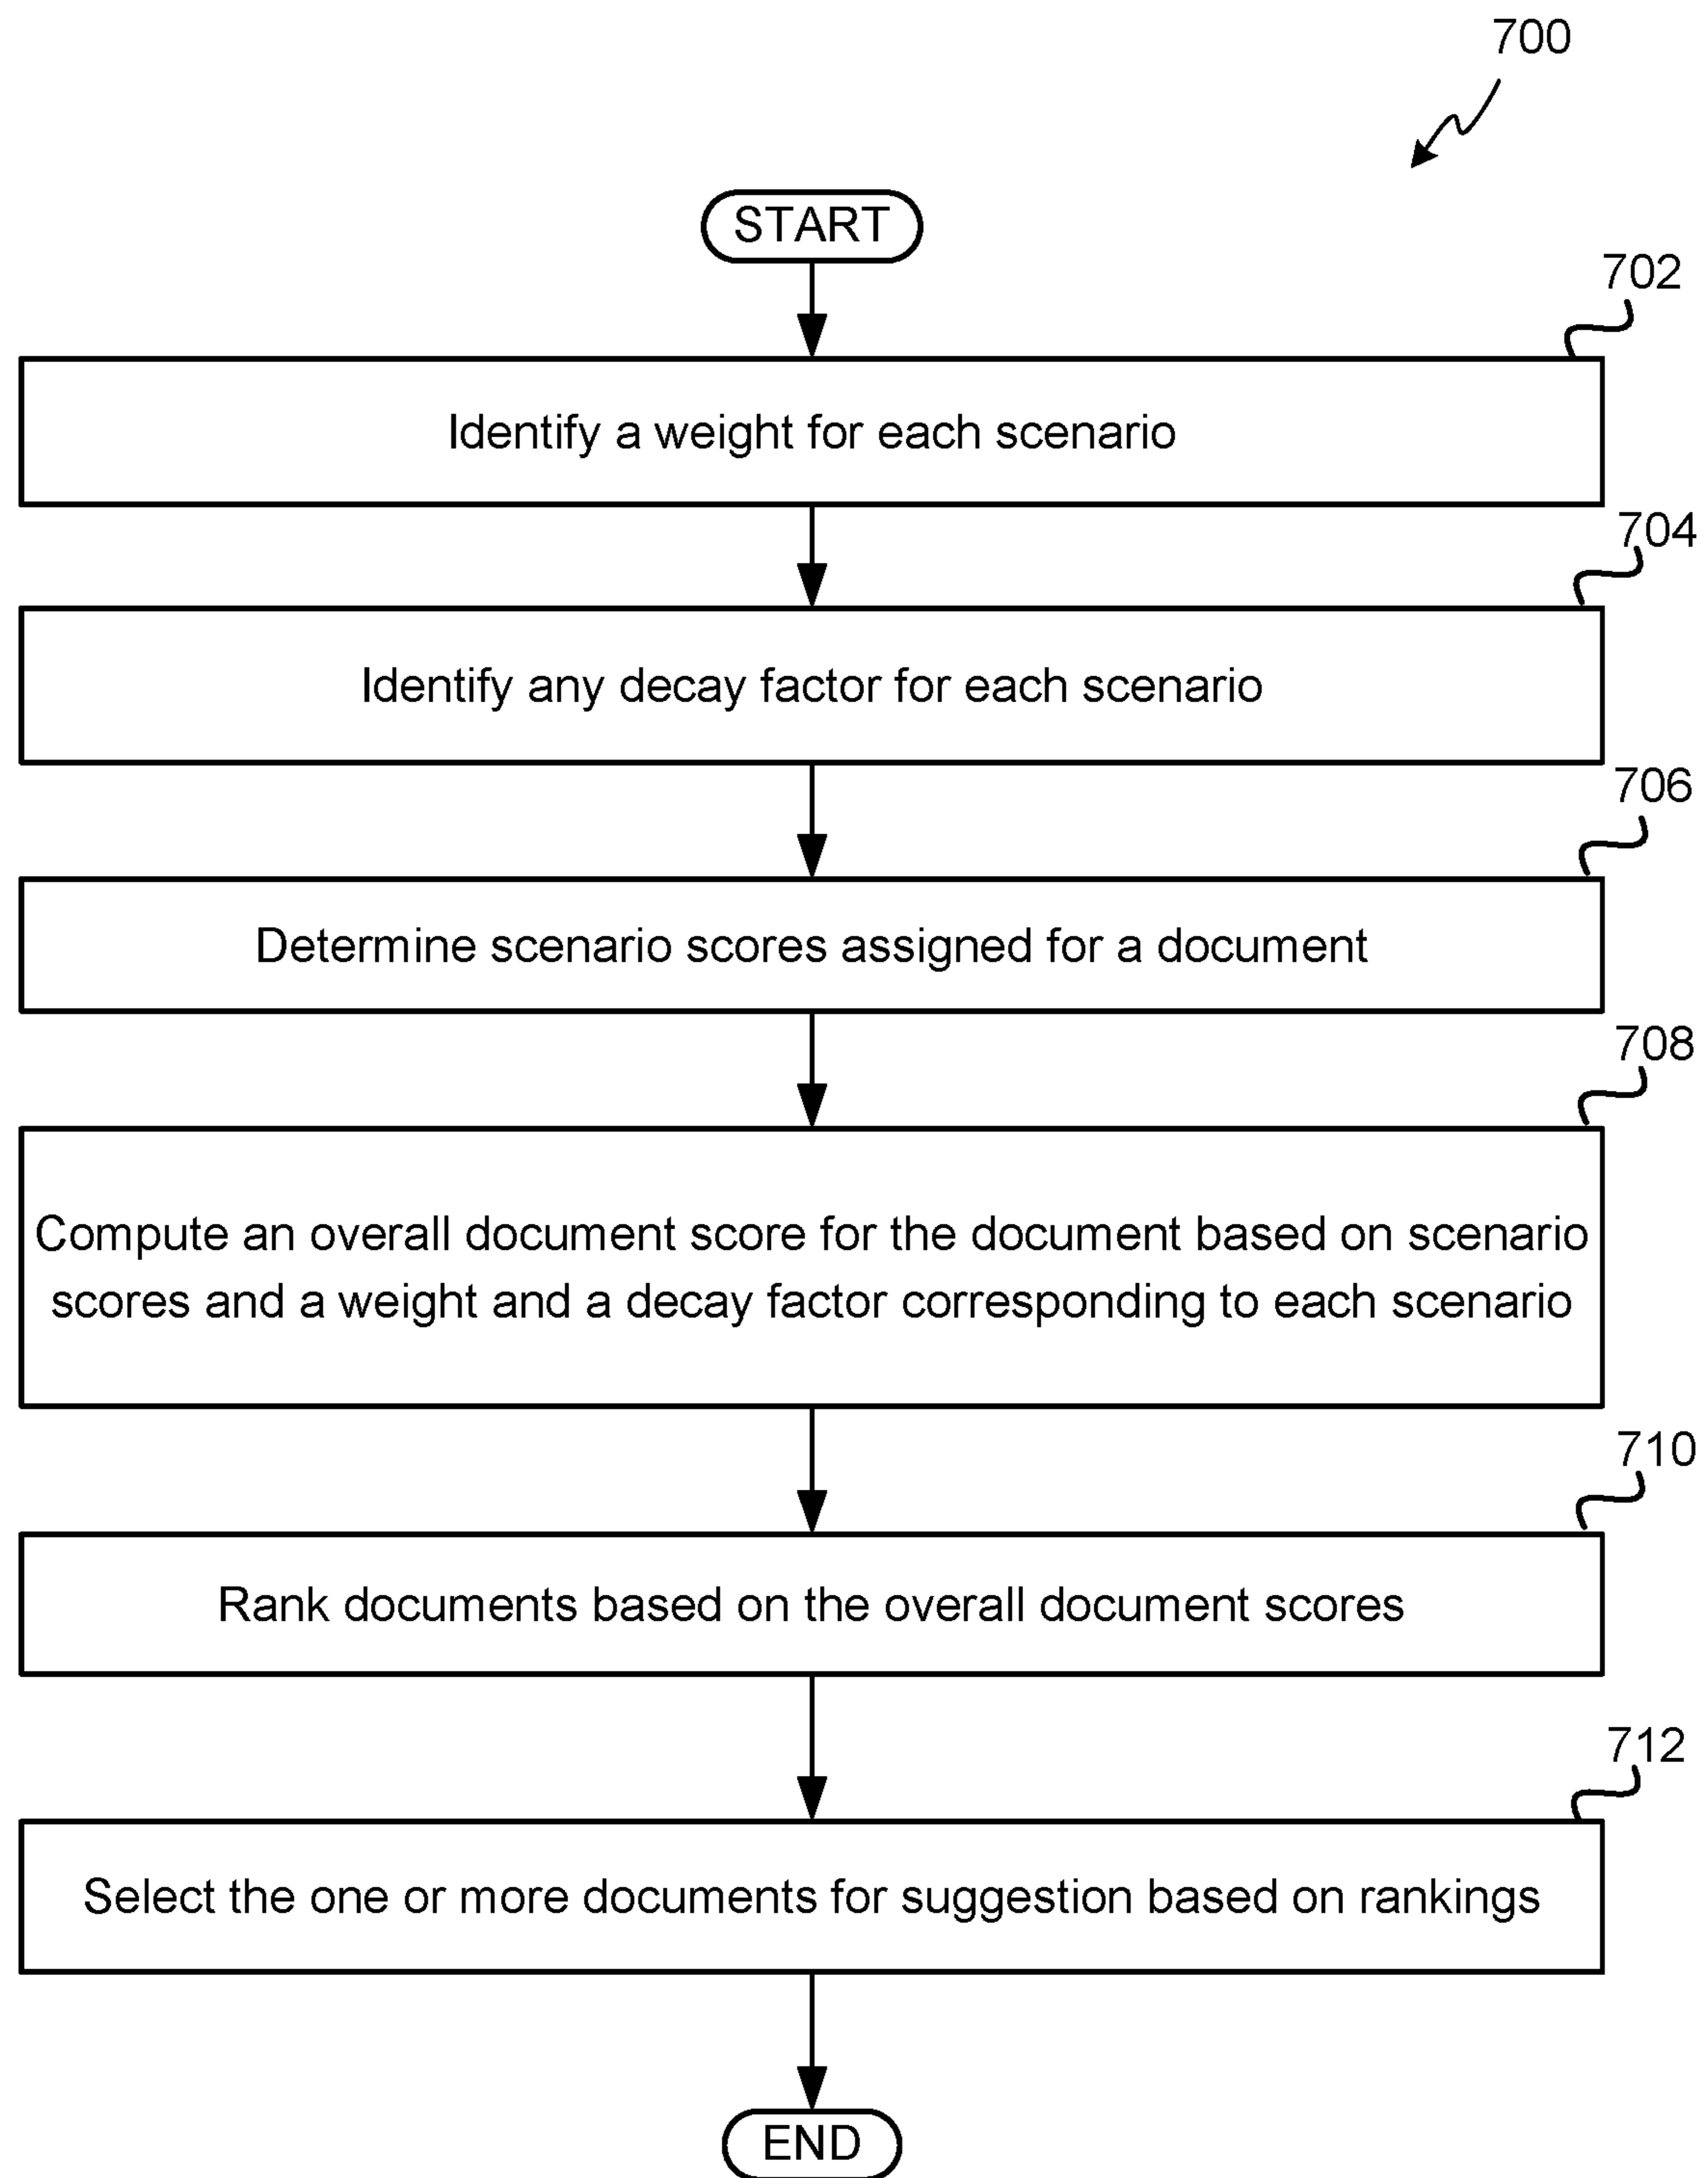 700
START
702
Identify a weight for each scenario
704
Identify any decay factor for each scenario
706
Determine scenario scores assigned for a document
708
Compute an overall document score for the document based on scenario
scores and a weight and a decay factor corresponding to each scenario
710
Rank documents based on the overall document scores
712
Select the one or more documents for suggestion based on rankings
END